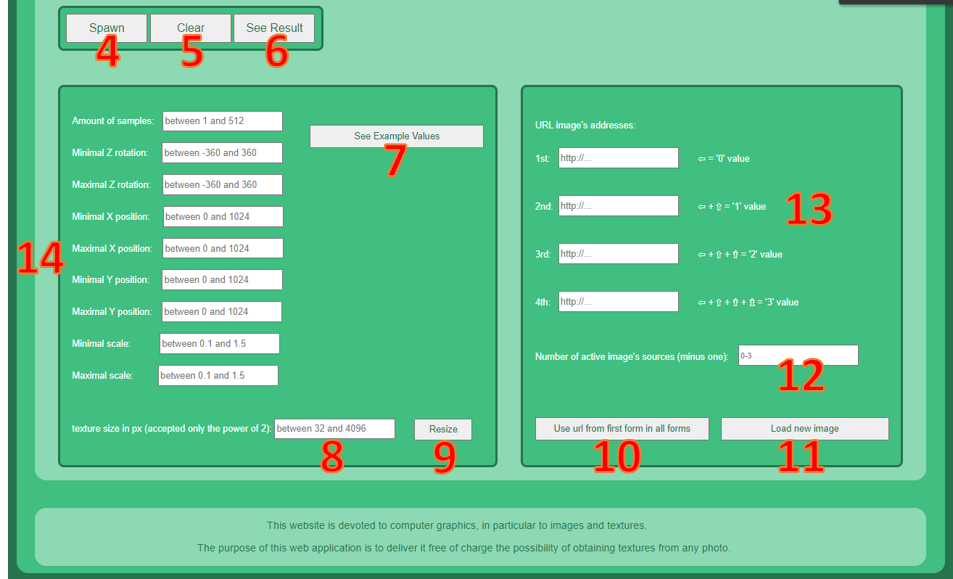 Spawn Clear See Result
4 5 6
Amount of samples: between 1 and 512
See Example Values
7
Minimal Z rotation: between -360 and 360
Maximal Z rotation: between -360 and 360
Minimal X position: between 0 and 1024
Maximal X position: between 0 and 1024
14
Minimal Y position: between 0 and 1024
Maximal Y position: between 0 and 1024
Minimal scale: between 0.1 and 1.5
Maximal scale: between 0.1 and 1.5
texture size in px (accepted only the power of 2): between 32 and 4096 Resize
8 9
URL image's addresses:
1st: http://... ⇦ = '0' value
2nd: http://... ⇦ + ⇧ = '1' value
13
3rd: http://... ⇦ + ⇧ + ⇮ = '2' value
4th: http://... ⇦ + ⇧ + ⇮ + ⇯ = '3' value
Number of active image's sources (minus one): 0-3
12
Use url from first form in all forms Load new image
10 11
This website is devoted to computer graphics, in particular to images and textures.
The purpose of this web application is to deliver it free of charge the possibility of obtaining textures from any photo.